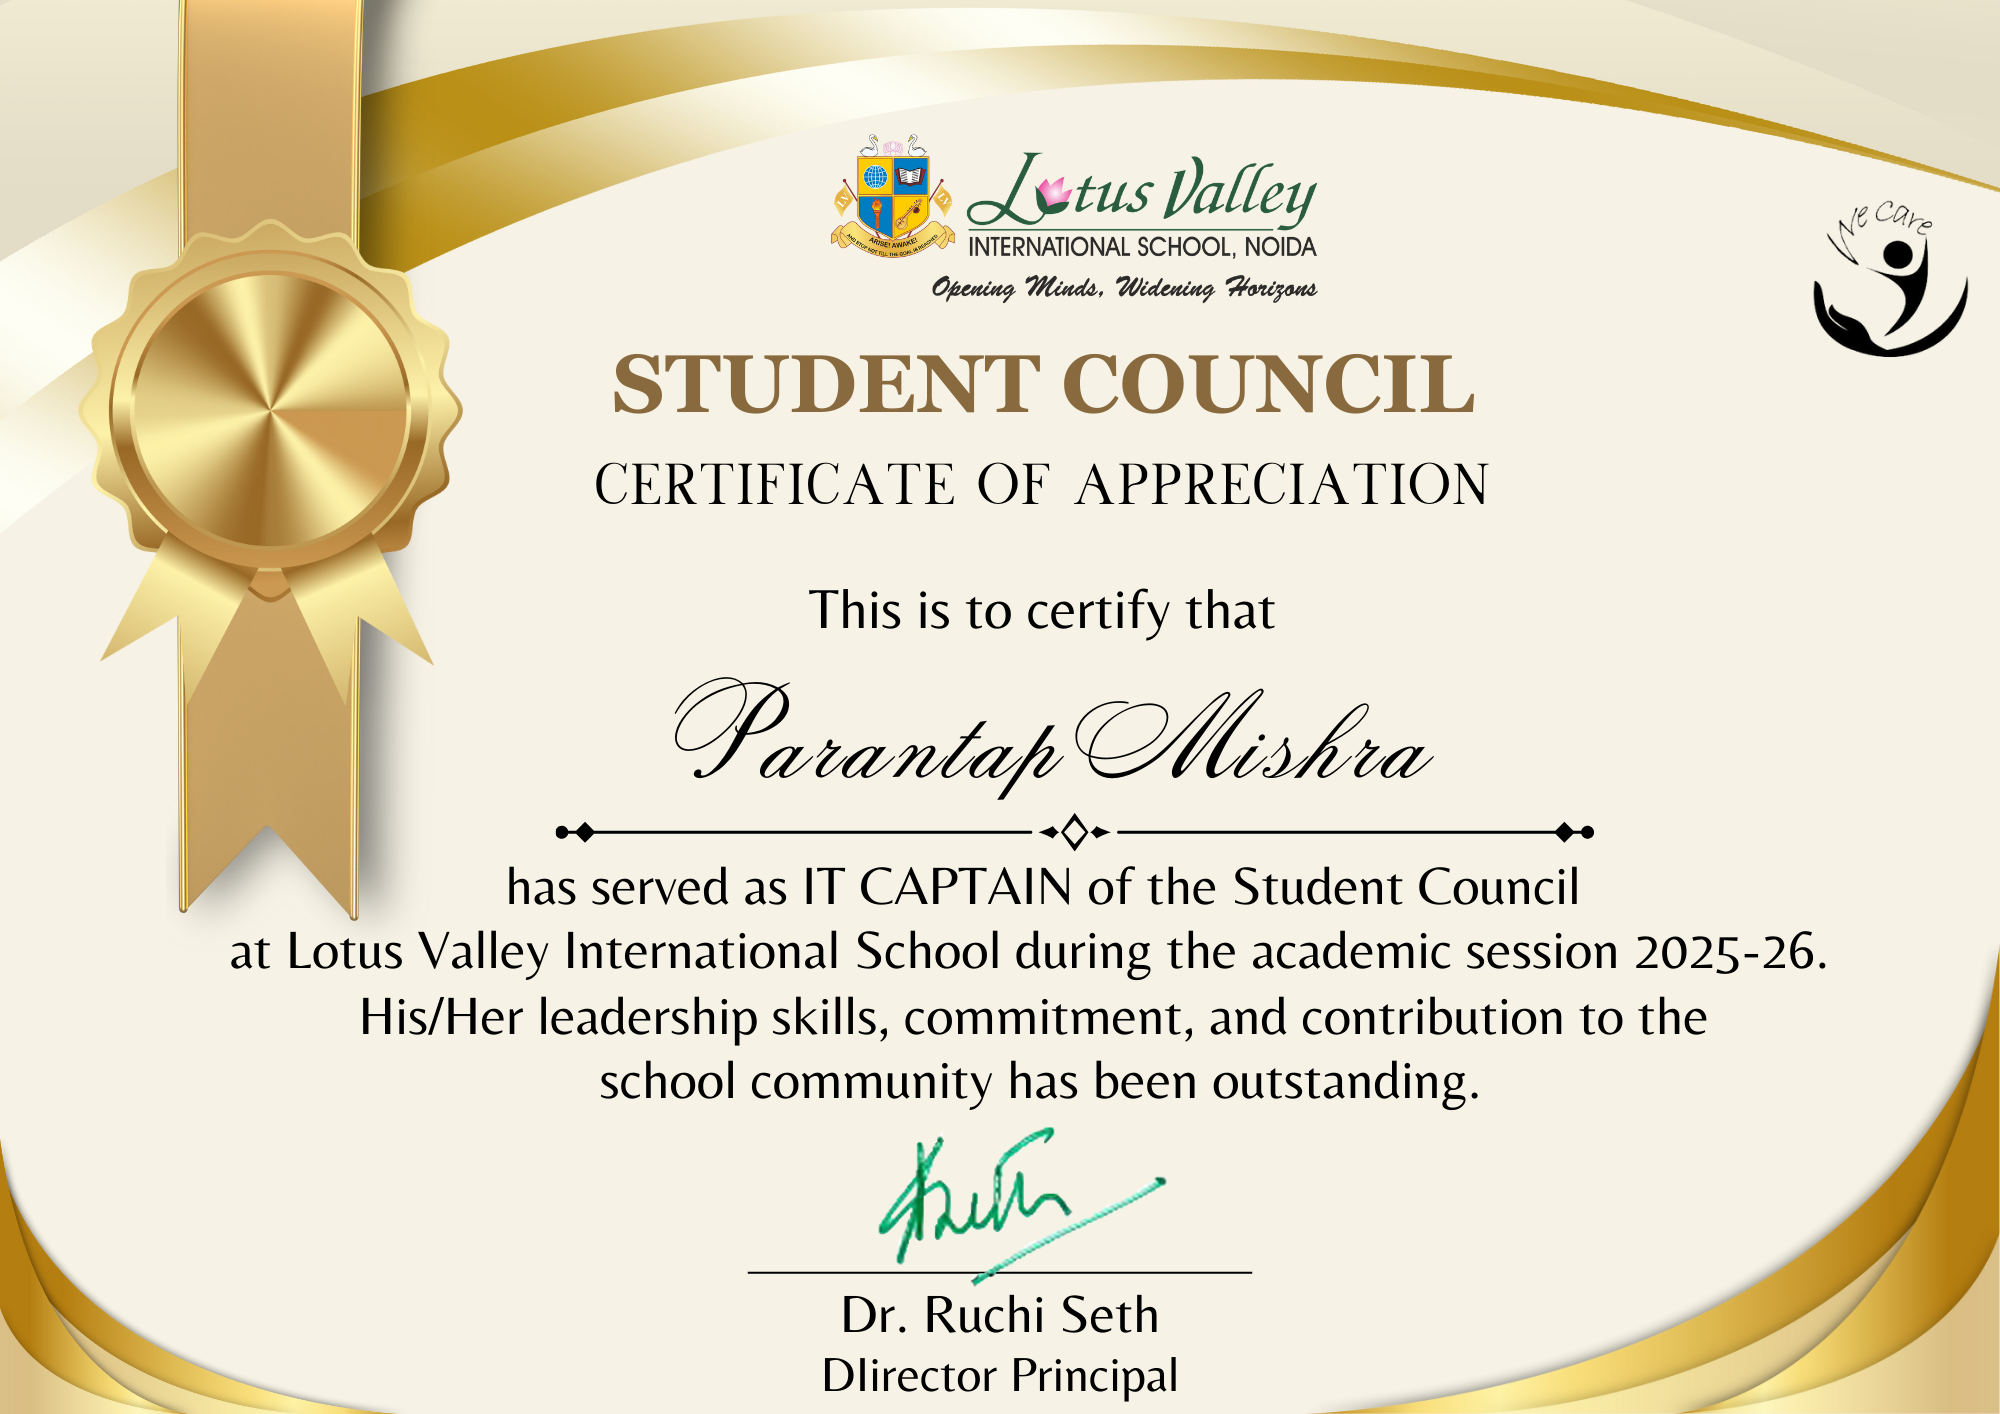 Lotus Valley
INTERNATIONAL SCHOOL, NOIDA
Opening Minds, Widening Horizons
LV
LV
ARISE! AWAKE!
AND STOP NOT TILL THE GOAL IS REACHED
We Care
STUDENT COUNCIL
CERTIFICATE OF APPRECIATION
This is to certify that
Parantap Mishra
has served as IT CAPTAIN of the Student Council
at Lotus Valley International School during the academic session 2025-26.
His/Her leadership skills, commitment, and contribution to the
school community has been outstanding.
Dr. Ruchi Seth
DIirector Principal